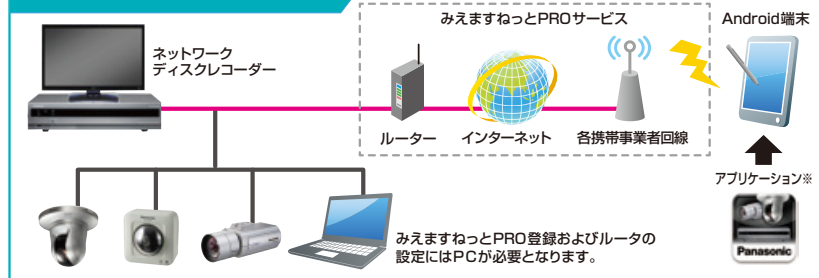 みえますねっとPROサービス
Android端末
ネットワーク
ディスクレコーダー
ルーター
インターネット
各携帯事業者回線
アプリケーション※
みえますねっとPRO登録およびルータの
設定にはPCが必要となります。
Panasonic